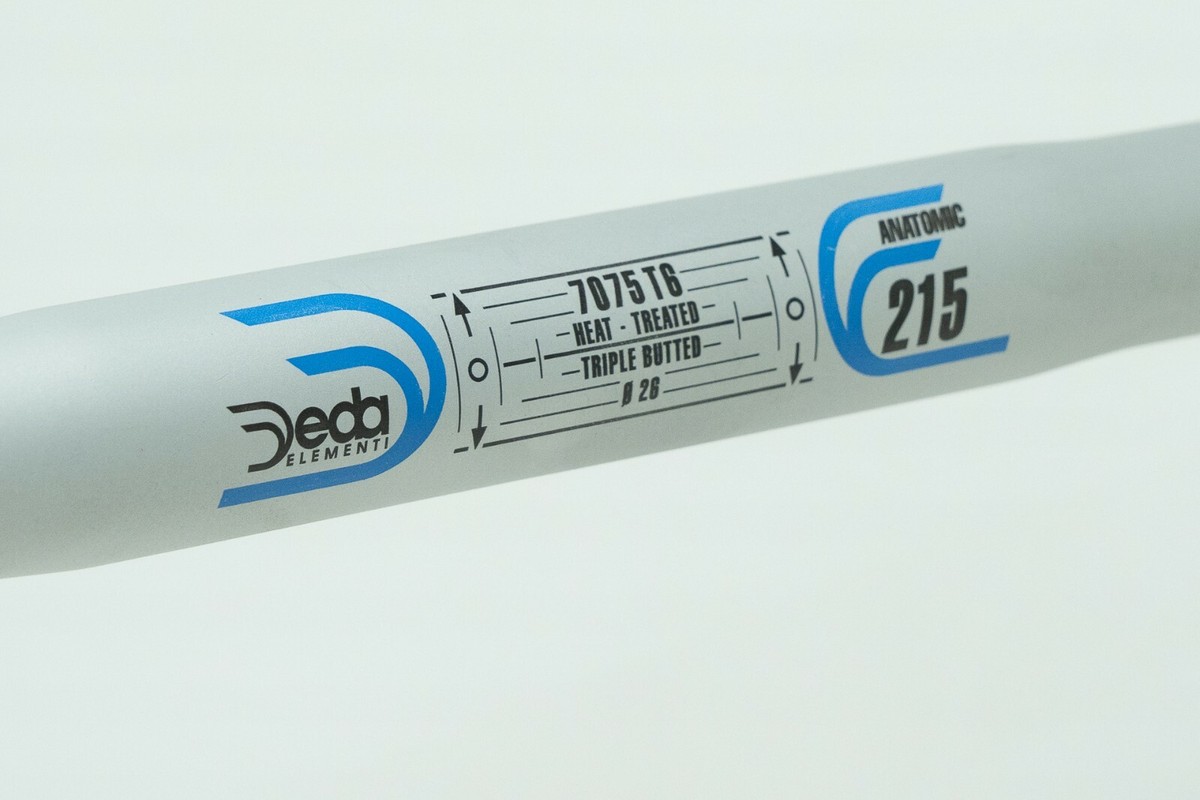 Deda
ELEMENTI
7075 T6
HEAT - TREATED
TRIPLE BUTTED
Ø 26
ANATOMIC
215